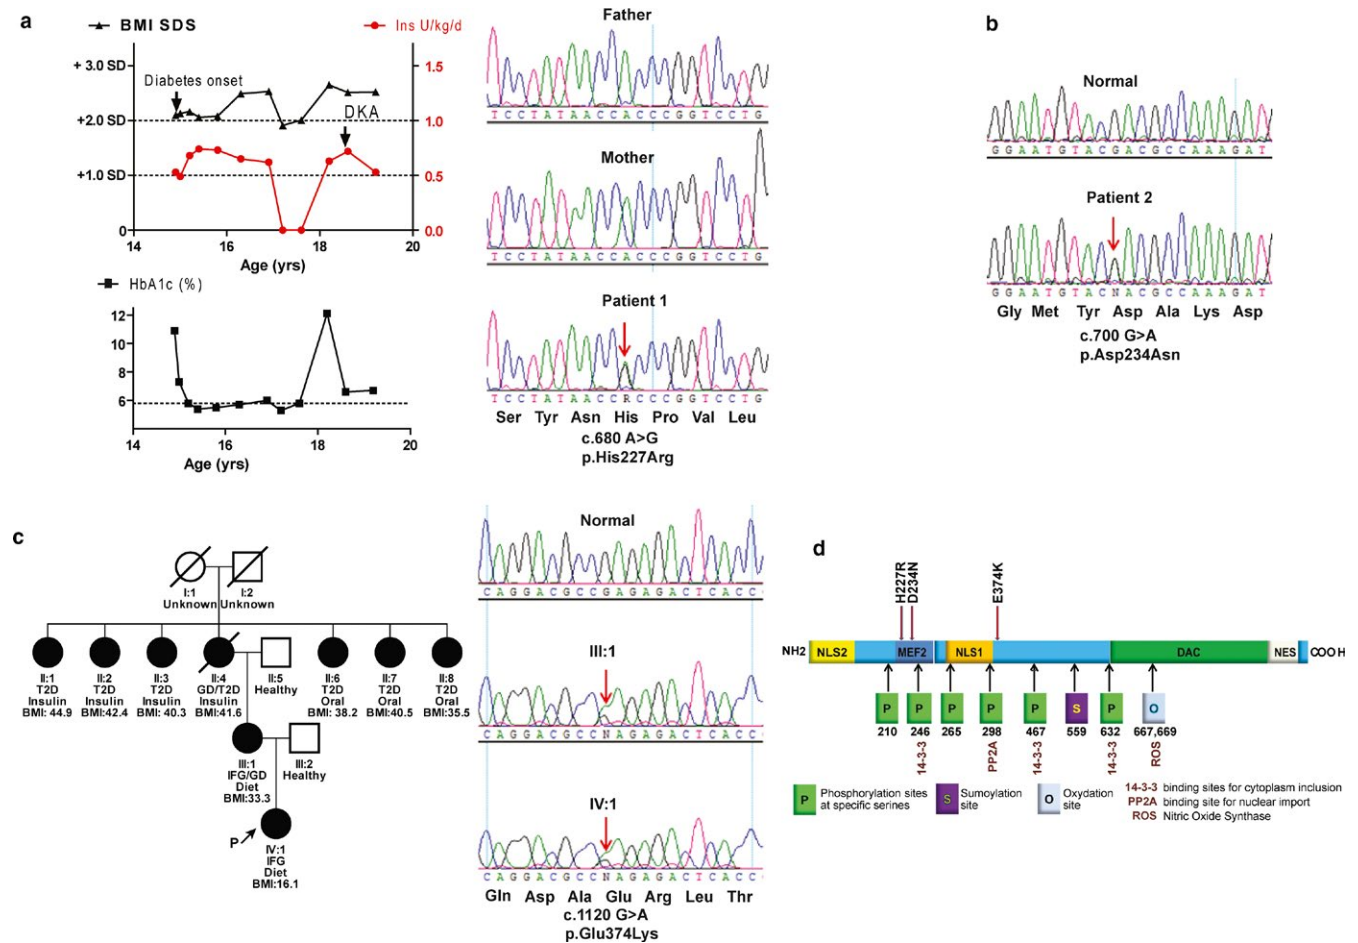 a
BMI SDS
Ins U/kg/d
+ 3.0 SD
1.5
Diabetes onset
+2.0 SD
1.0
DKA
+1.0 SD
0.5
0
0.0
14 16 18 20
Age (yrs)
HbA1c (%)
12
10
8
6
14 16 18 20
Age (yrs)
Father
T C C T A T A A C C A C C C G G T C C T G
Mother
T C C T A T A A C C A C C C G G T C C T G
Patient 1
T C C T A T A A C C R C C C G G T C C T G
Ser Tyr Asn His Pro Val Leu
c.680 A>G
p.His227Arg
b
Normal
G G A A T G T A C G A C G C C A A A G A T
Patient 2
G G A A T G T A C N A C G C C A A A G A T
Gly Met Tyr Asp Ala Lys Asp
c.700 G>A
p.Asp234Asn
c
I:1 I:2
Unknown Unknown
II:1 II:2 II:3 II:4 II:5 II:6 II:7 II:8
T2D T2D T2D GD/T2D Healthy T2D T2D T2D
Insulin Insulin Insulin Insulin Oral Oral Oral
BMI: 44.9 BMI:42.4 BMI: 40.3 BMI:41.6 BMI: 38.2 BMI:40.5 BMI:35.5
III:1 III:2
IFG/GD Healthy
Diet
BMI:33.3
P
IV:1
IFG
Diet
BMI:16.1
Normal
C A G G A C G C C G A G A G A C T C A C C
III:1
C A G G A C G C C N A G A G A C T C A C C
IV:1
C A G G A C G C C N A G A G A C T C A C C
Gln Asp Ala Glu Arg Leu Thr
c.1120 G>A
p.Glu374Lys
d
H227R D234N E374K
NH2 NLS2 MEF2 NLS1 DAC NES COOH
P P P P P S P O
210 246 265 298 467 559 632 667,669
14-3-3 PP2A 14-3-3 14-3-3 ROS
P Phosphorylation sites
at specific serines
S Sumoylation
site
O Oxydation
site
14-3-3 binding sites for cytoplasm inclusion
PP2A binding site for nuclear import
ROS Nitric Oxide Synthase